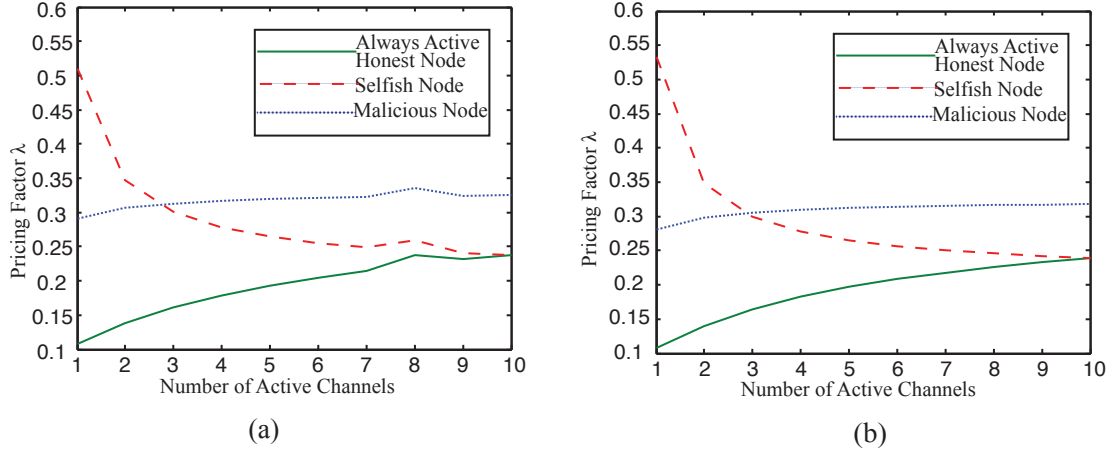 0.6
0.55
0.5
0.45
0.4
0.35
0.3
0.25
0.2
0.15
0.1
Pricing Factor λ
Always Active
Honest Node
Selfish Node
Malicious Node
1 2 3 4 5 6 7 8 9 10
Number of Active Channels
(a)
0.6
0.55
0.5
0.45
0.4
0.35
0.3
0.25
0.2
0.15
0.1
Pricing Factor λ
Always Active
Honest Node
Selfish Node
Malicious Node
1 2 3 4 5 6 7 8 9 10
Number of Active Channels
(b)